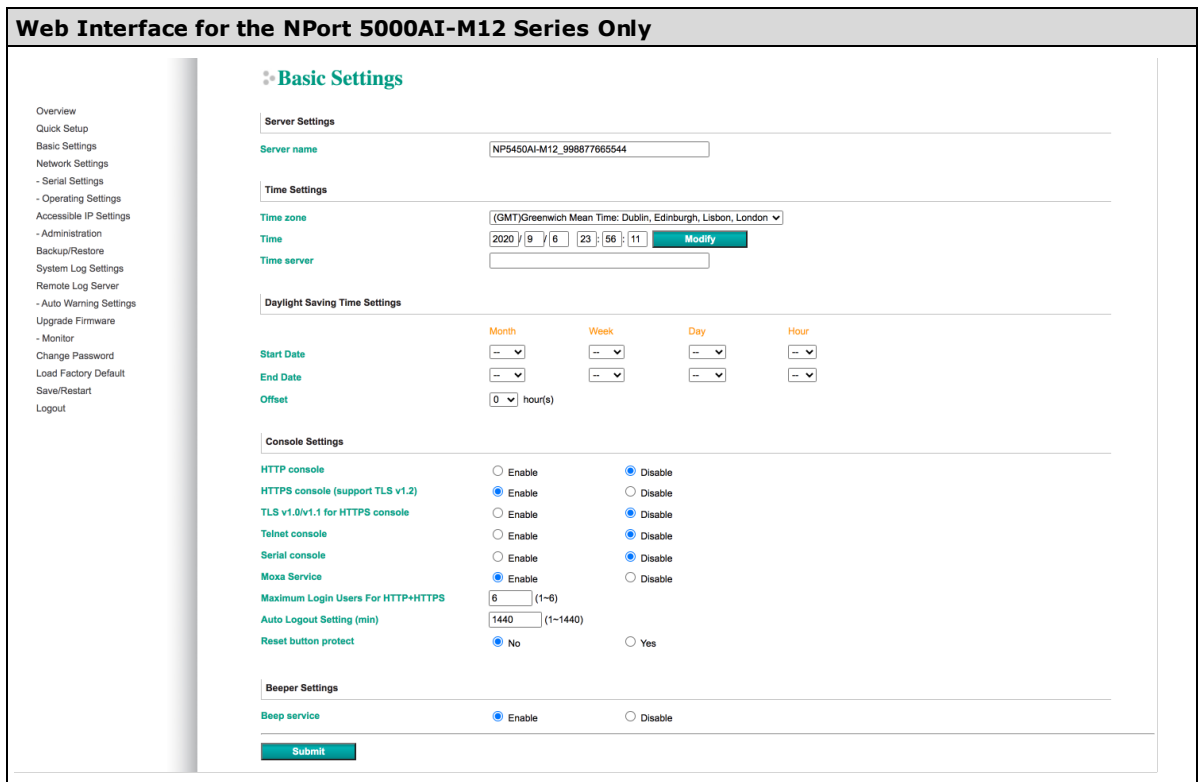 Web Interface for the NPort 5000AI-M12 Series Only
Overview
Quick Setup
Basic Settings
Network Settings
- Serial Settings
- Operating Settings
Accessible IP Settings
- Administration
Backup/Restore
System Log Settings
Remote Log Server
- Auto Warning Settings
Upgrade Firmware
- Monitor
Change Password
Load Factory Default
Save/Restart
Logout
Basic Settings
Server Settings
Server name NP5450AI-M12_998877665544
Time Settings
Time zone (GMT)Greenwich Mean Time: Dublin, Edinburgh, Lisbon, London
Time 2020 / 9 / 6 23 : 56 : 11 Modify
Time server
Daylight Saving Time Settings
Month Week Day Hour
Start Date -- -- -- --
End Date -- -- -- --
Offset 0 hour(s)
Console Settings
HTTP console Enable Disable
HTTPS console (support TLS v1.2) Enable Disable
TLS v1.0/v1.1 for HTTPS console Enable Disable
Telnet console Enable Disable
Serial console Enable Disable
Moxa Service Enable Disable
Maximum Login Users For HTTP+HTTPS 6 (1~6)
Auto Logout Setting (min) 1440 (1~1440)
Reset button protect No Yes
Beeper Settings
Beep service Enable Disable
Submit